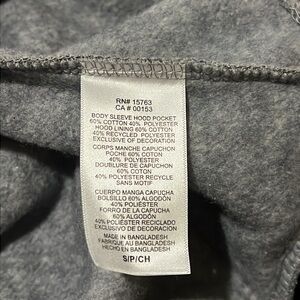 RN# 15763
CA # 00153
BODY SLEEVE HOOD POCKET
60% COTTON 40% POLYESTER
HOOD LINING 60% COTTON
40% RECYCLED POLYESTER
EXCLUSIVE OF DECORATION
CORPS MANCHE CAPUCHON
POCHE 60% COTON
40% POLYESTER
DOUBLURE DE CAPUCHON
60% COTON
40% POLYESTER RECYCLE
SANS MOTIF
CUERPO MANGA CAPUCHA
BOLSILLO 60% ALGODÓN
40% POLIÉSTER
FORRO DE LA CAPUCHA
60% ALGODÓN
40% POLIÉSTER RECICLADO
EXCLUSIVO DE DECORACIÓN
MADE IN BANGLADESH
FABRIQUE AU BANGLADESH
HECHO EN BANGLADESH
S/P/CH